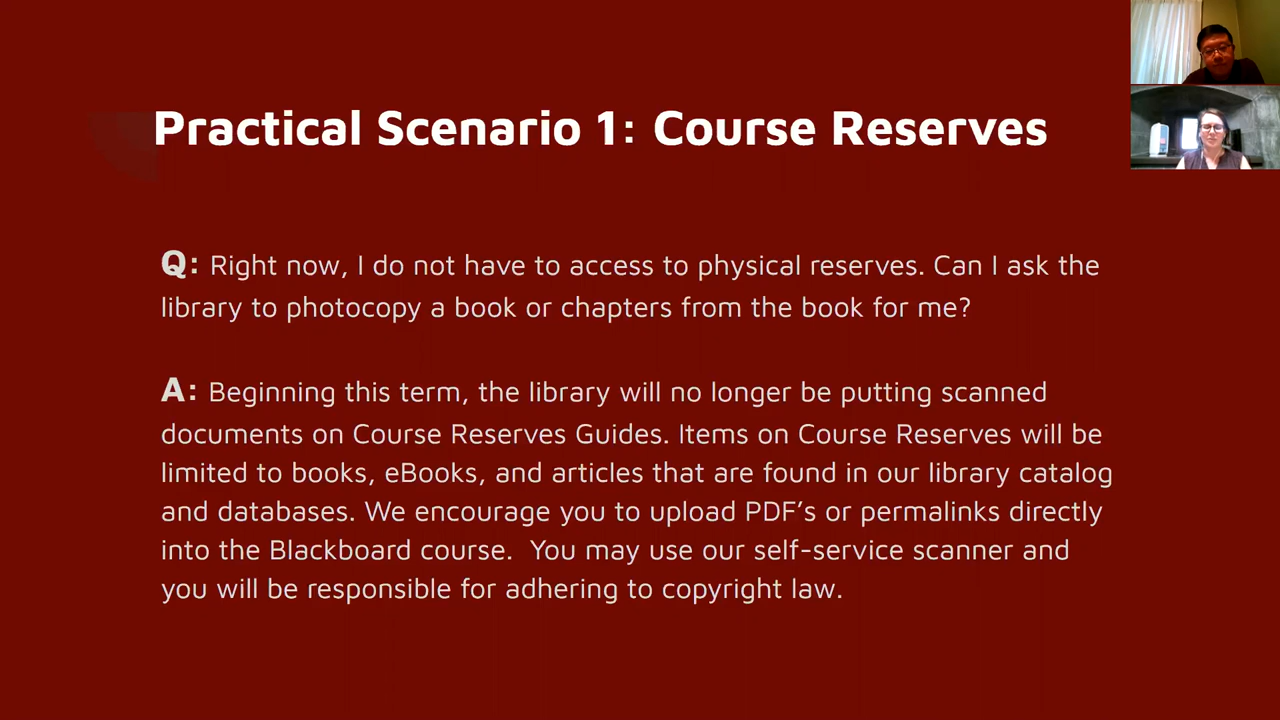 Practical Scenario 1: Course Reserves
Q: Right now, I do not have to access to physical reserves. Can I ask the
library to photocopy a book or chapters from the book for me?
A: Beginning this term, the library will no longer be putting scanned
documents on Course Reserves Guides. Items on Course Reserves will be
limited to books, eBooks, and articles that are found in our library catalog
and databases. We encourage you to upload PDF’s or permalinks directly
into the Blackboard course.  You may use our self-service scanner and
you will be responsible for adhering to copyright law.